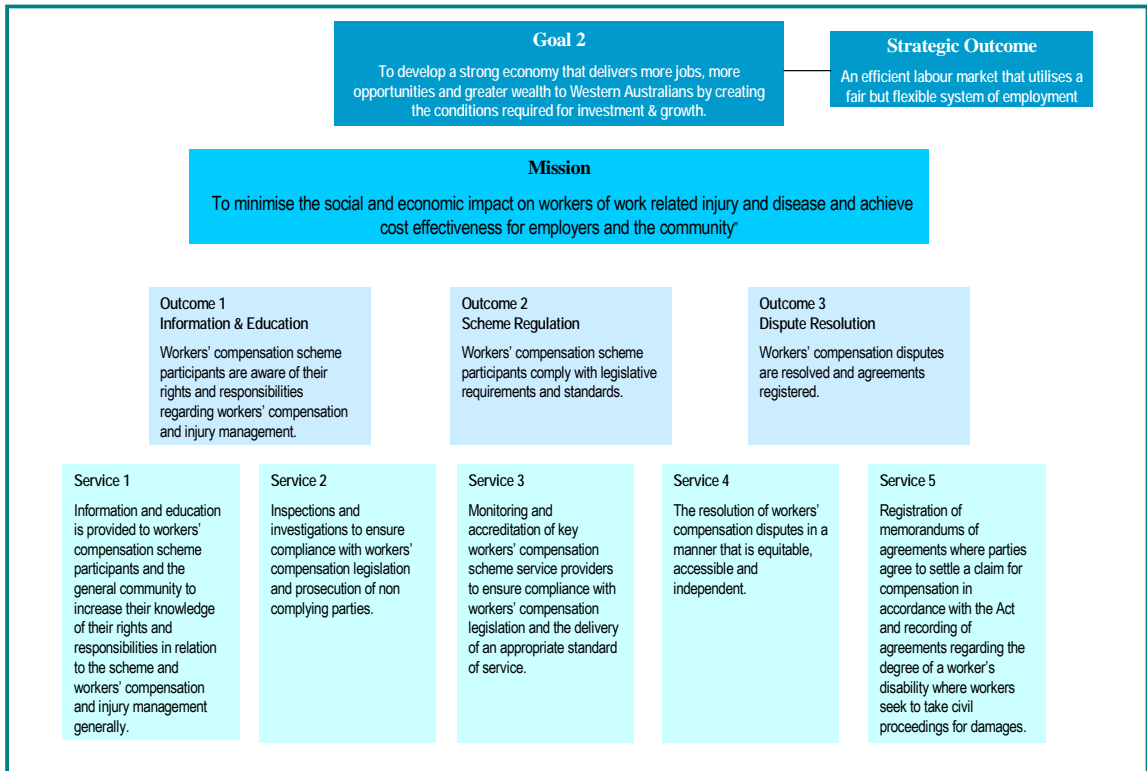 Goal 2
To develop a strong economy that delivers more jobs, more
opportunities and greater wealth to Western Australians by creating
the conditions required for investment & growth.
Strategic Outcome
An efficient labour market that utilises a
fair but flexible system of employment
Mission
To minimise the social and economic impact on workers of work related injury and disease and achieve
cost effectiveness for employers and the community”
Outcome 1
Information & Education
Workers’ compensation scheme
participants are aware of their
rights and responsibilities
regarding workers’ compensation
and injury management.
Outcome 2
Scheme Regulation
Workers’ compensation scheme
participants comply with legislative
requirements and standards.
Outcome 3
Dispute Resolution
Workers’ compensation disputes
are resolved and agreements
registered.
Service 1
Information and education
is provided to workers’
compensation scheme
participants and the
general community to
increase their knowledge
of their rights and
responsibilities in relation
to the scheme and
workers’ compensation
and injury management
generally.
Service 2
Inspections and
investigations to ensure
compliance with workers’
compensation legislation
and prosecution of non
complying parties.
Service 3
Monitoring and
accreditation of key
workers’ compensation
scheme service providers
to ensure compliance with
workers’ compensation
legislation and the delivery
of an appropriate standard
of service.
Service 4
The resolution of workers’
compensation disputes in a
manner that is equitable,
accessible and
independent.
Service 5
Registration of
memorandums of
agreements where parties
agree to settle a claim for
compensation in
accordance with the Act
and recording of
agreements regarding the
degree of a worker’s
disability where workers
seek to take civil
proceedings for damages.